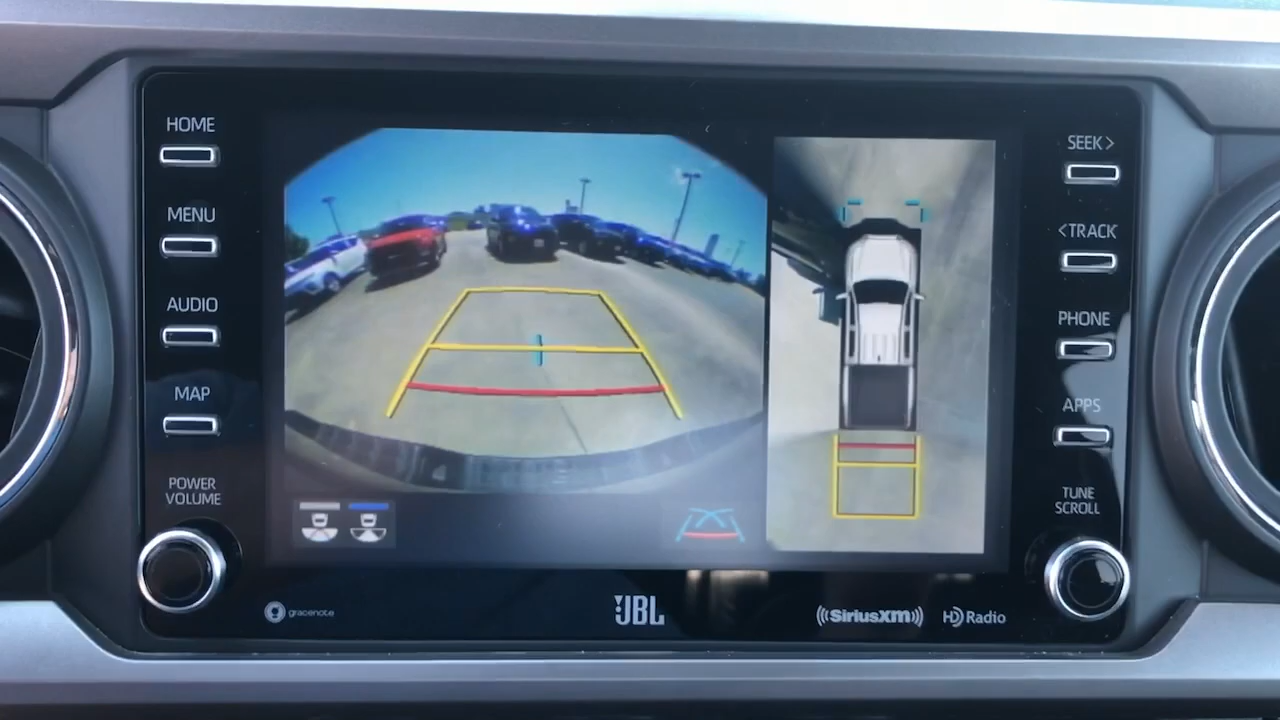 HOME
MENU
AUDIO
MAP
POWER
VOLUME
SEEK >
< TRACK
PHONE
APPS
TUNE
SCROLL
gracenote
JBL
((SiriusXM))
HD Radio